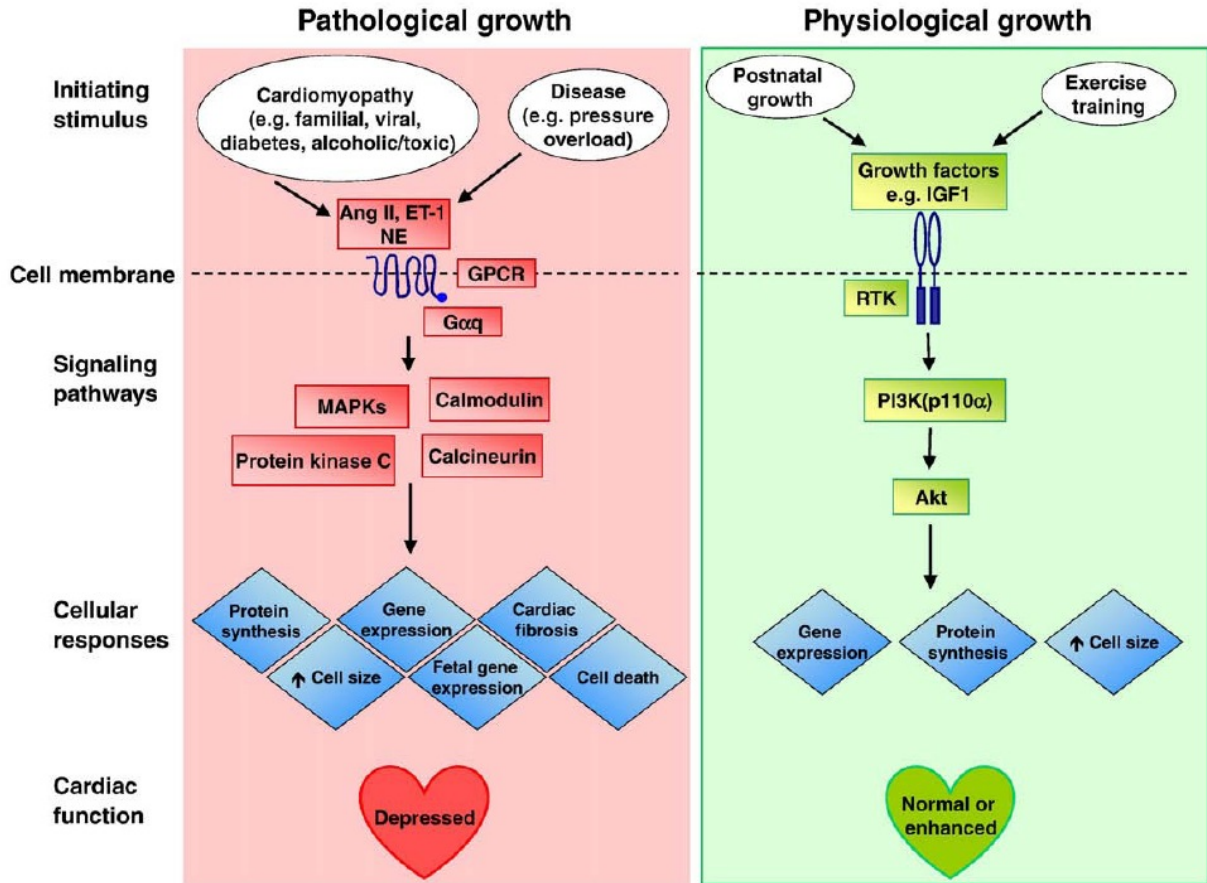 Pathological growth
Physiological growth
Initiating
stimulus
Cardiomyopathy
(e.g. familial, viral,
diabetes, alcoholic/toxic)
Disease
(e.g. pressure
overload)
Postnatal
growth
Exercise
training
Ang II, ET-1
NE
Growth factors
e.g. IGF1
Cell membrane
GPCR
RTK
Gαq
Signaling
pathways
MAPKs
Calmodulin
Protein kinase C
Calcineurin
PI3K(p110α)
Akt
Cellular
responses
Protein
synthesis
Gene
expression
Cardiac
fibrosis
↑ Cell size
Fetal gene
expression
Cell death
Gene
expression
Protein
synthesis
↑ Cell size
Cardiac
function
Depressed
Normal or
enhanced